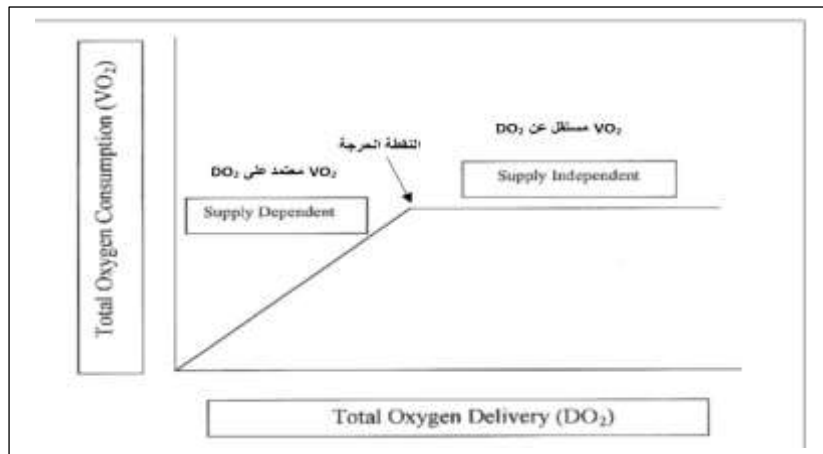 Total Oxygen Consumption (VO₂)
VO₂ مستقل عن DO₂
النقطة الحرجة
Supply Independent
VO₂ معتمد على DO₂
Supply Dependent
Total Oxygen Delivery (DO₂)